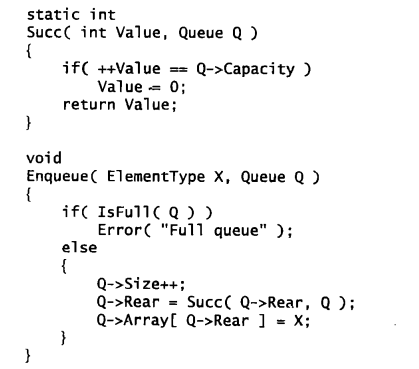 static int
Succ( int Value, Queue Q )
{
    if( ++Value == Q->Capacity )
        Value = 0;
    return Value;
}

void
Enqueue( ElementType X, Queue Q )
{
    if( IsFull( Q ) )
        Error( "Full queue" );
    else
    {
        Q->Size++;
        Q->Rear = Succ( Q->Rear, Q );
        Q->Array[ Q->Rear ] = X;
    }
}